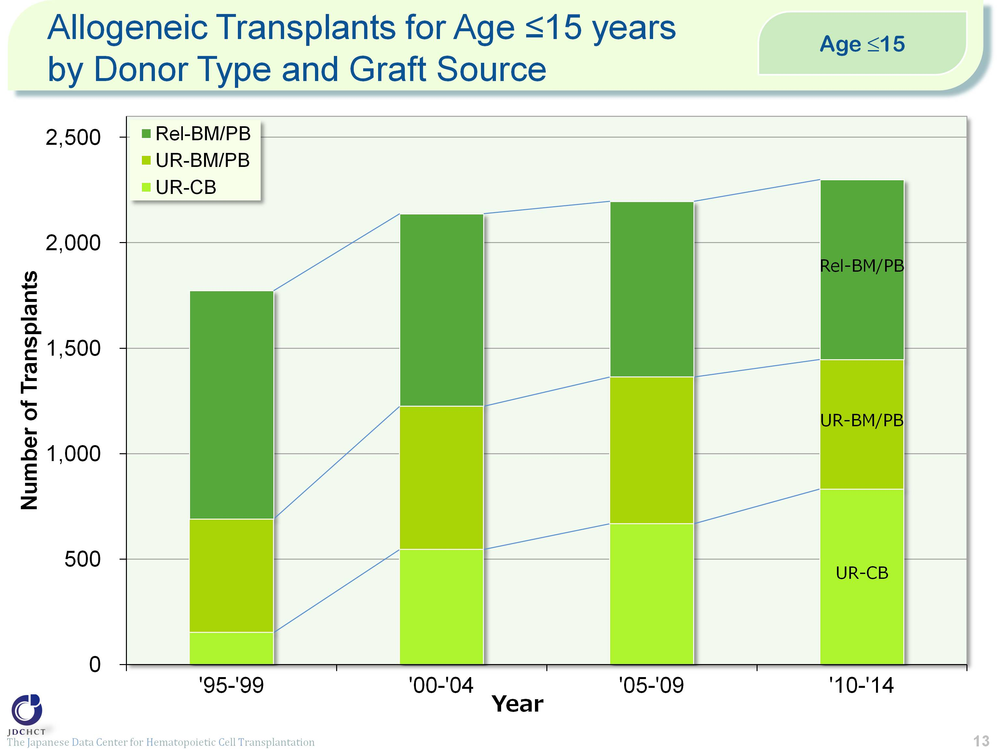 Allogeneic Transplants for Age ≤15 years
by Donor Type and Graft Source
Age ≤15
Number of Transplants
2,500
2,000
1,500
1,000
500
0
Rel-BM/PB
UR-BM/PB
UR-CB
Rel-BM/PB
UR-BM/PB
UR-CB
'95-'99
'00-'04
'05-'09
'10-'14
Year
JDCHCT
The Japanese Data Center for Hematopoietic Cell Transplantation
13